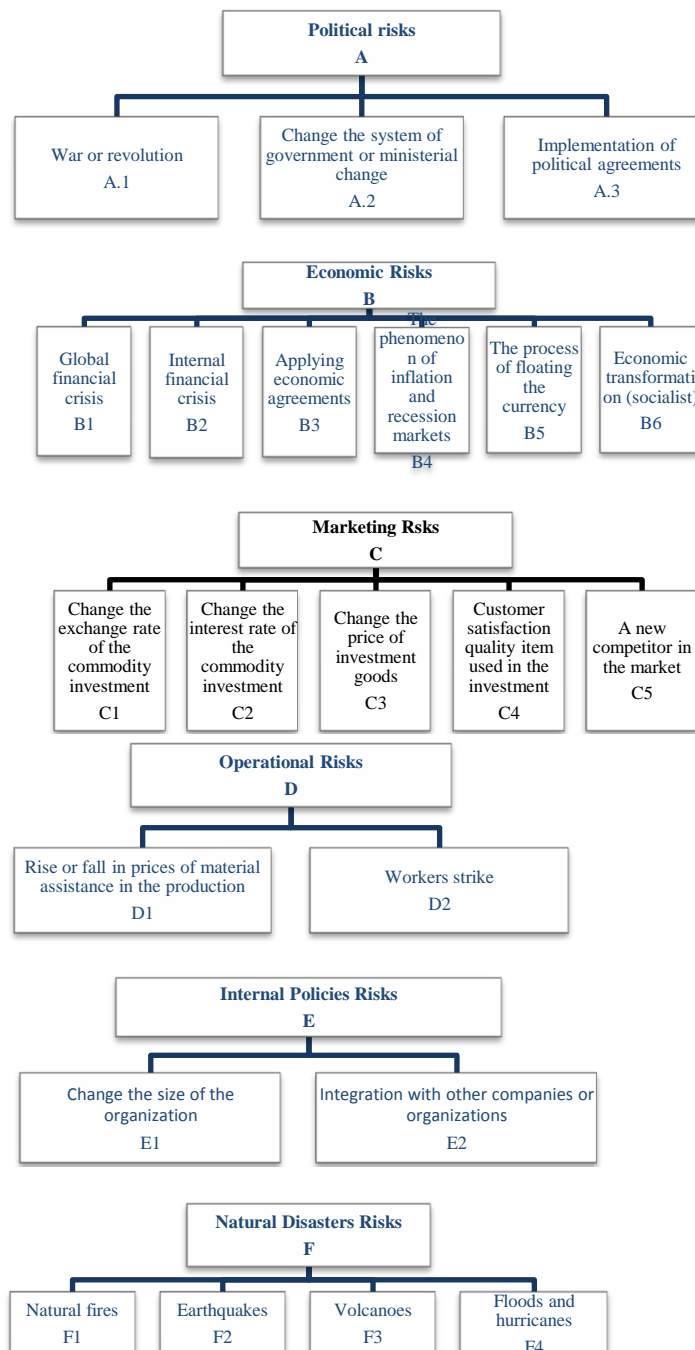 Political risks
A
War or revolution
A.1
Change the system of
government or ministerial
change
A.2
Implementation of
political agreements
A.3
Economic Risks
B
Global
financial
crisis
B1
Internal
financial
crisis
B2
Applying
economic
agreements
B3
The
phenomeno
n of
inflation
and
recession
markets
B4
The process
of floating
the
currency
B5
Economic
transformati
on (socialist)
B6
Marketing Rsks
C
Change the
exchange rate
of the
commodity
investment
C1
Change the
interest rate of
the
commodity
investment
C2
Change the
price of
investment
goods
C3
Customer
satisfaction
quality item
used in the
investment
C4
A new
competitor in
the market
C5
Operational Risks
D
Rise or fall in prices of material
assistance in the production
D1
Workers strike
D2
Internal Policies Risks
E
Change the size of the
organization
E1
Integration with other companies or
organizations
E2
Natural Disasters Risks
F
Natural fires
F1
Earthquakes
F2
Volcanoes
F3
Floods and
hurricanes
F4